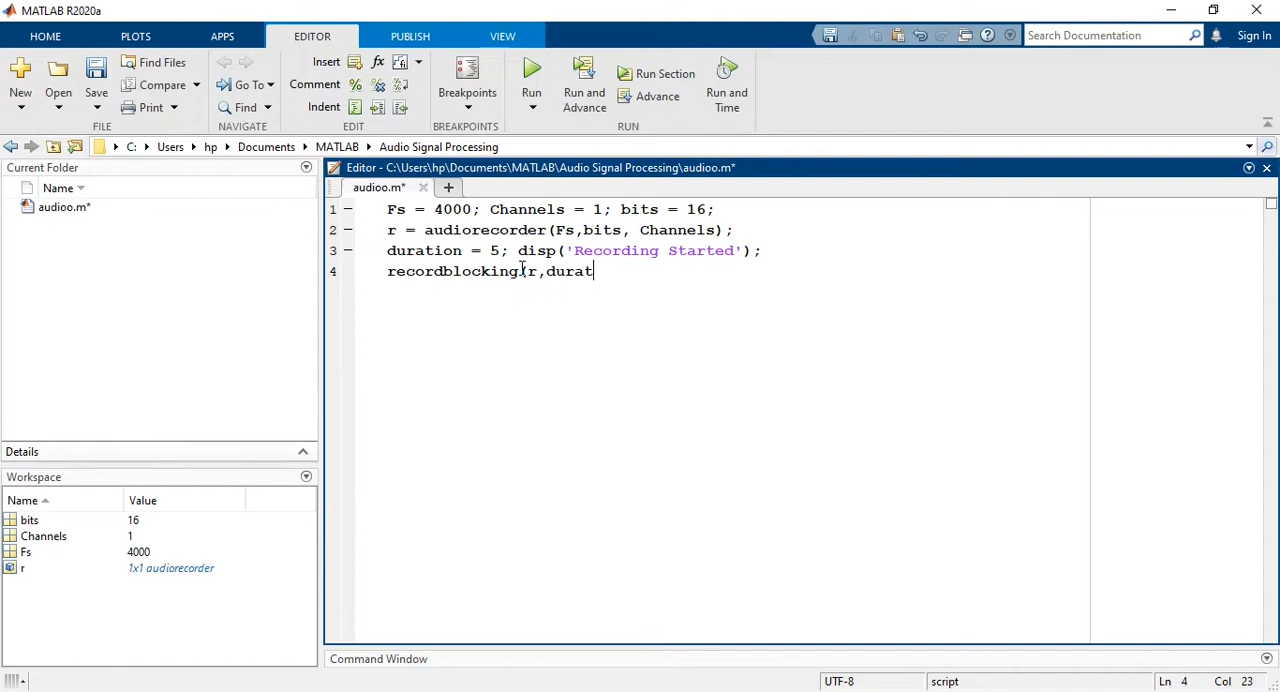 MATLAB R2020a
HOME PLOTS APPS EDITOR PUBLISH VIEW Search Documentation Sign In
New Open Save Find Files Compare Print Go To Find Insert fx Comment Indent Breakpoints Run Run and Advance Run Section Advance Run and Time
FILE NAVIGATE EDIT BREAKPOINTS RUN
C: Users hp Documents MATLAB Audio Signal Processing
Current Folder
Name
audioo.m*
Details
Workspace
Name Value
bits 16
Channels 1
Fs 4000
r 1x1 audiorecorder
Editor - C:\Users\hp\Documents\MATLAB\Audio Signal Processing\audioo.m*
audioo.m*
1 Fs = 4000; Channels = 1; bits = 16;
2 r = audiorecorder(Fs,bits, Channels);
3 duration = 5; disp('Recording Started');
4 recordblocking(r,durat
Command Window
UTF-8 script Ln 4 Col 23